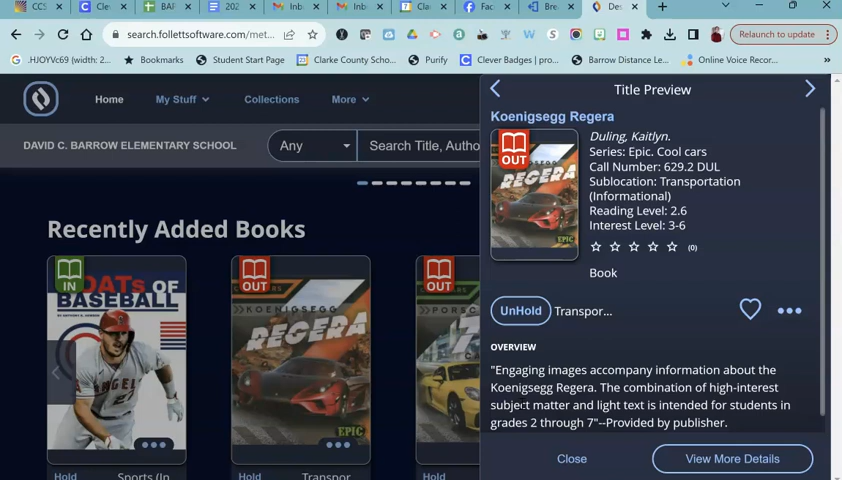 CCS
Cle
BAR
202
Inb
Inb
Cla
Fac
Bre
Des
search.follettsoftware.com/met...
Relaunch to update
.HJOYVc69 (width: 2...
Bookmarks
Student Start Page
Clarke County Scho...
Purify
Clever Badges | pro...
Barrow Distance Le...
Online Voice Recor...
Home
My Stuff
Collections
More
DAVID C. BARROW ELEMENTARY SCHOOL
Any
Search Title, Autho
Recently Added Books
IN
OATs OF
BASEBALL
ANGELS
27
Hold
Sports (In
OUT
KOENIGSEGG
REGERA
EPIC
Hold
Transpor
OUT
PORSC
Hold
Title Preview
Koenigsegg Regera
OUT
REGERA
EPIC
Duling, Kaitlyn.
Series: Epic. Cool cars
Call Number: 629.2 DUL
Sublocation: Transportation
(Informational)
Reading Level: 2.6
Interest Level: 3-6
(0)
Book
UnHold
Transpor...
OVERVIEW
"Engaging images accompany information about the
Koenigsegg Regera. The combination of high-interest
subject matter and light text is intended for students in
grades 2 through 7"--Provided by publisher.
Close
View More Details